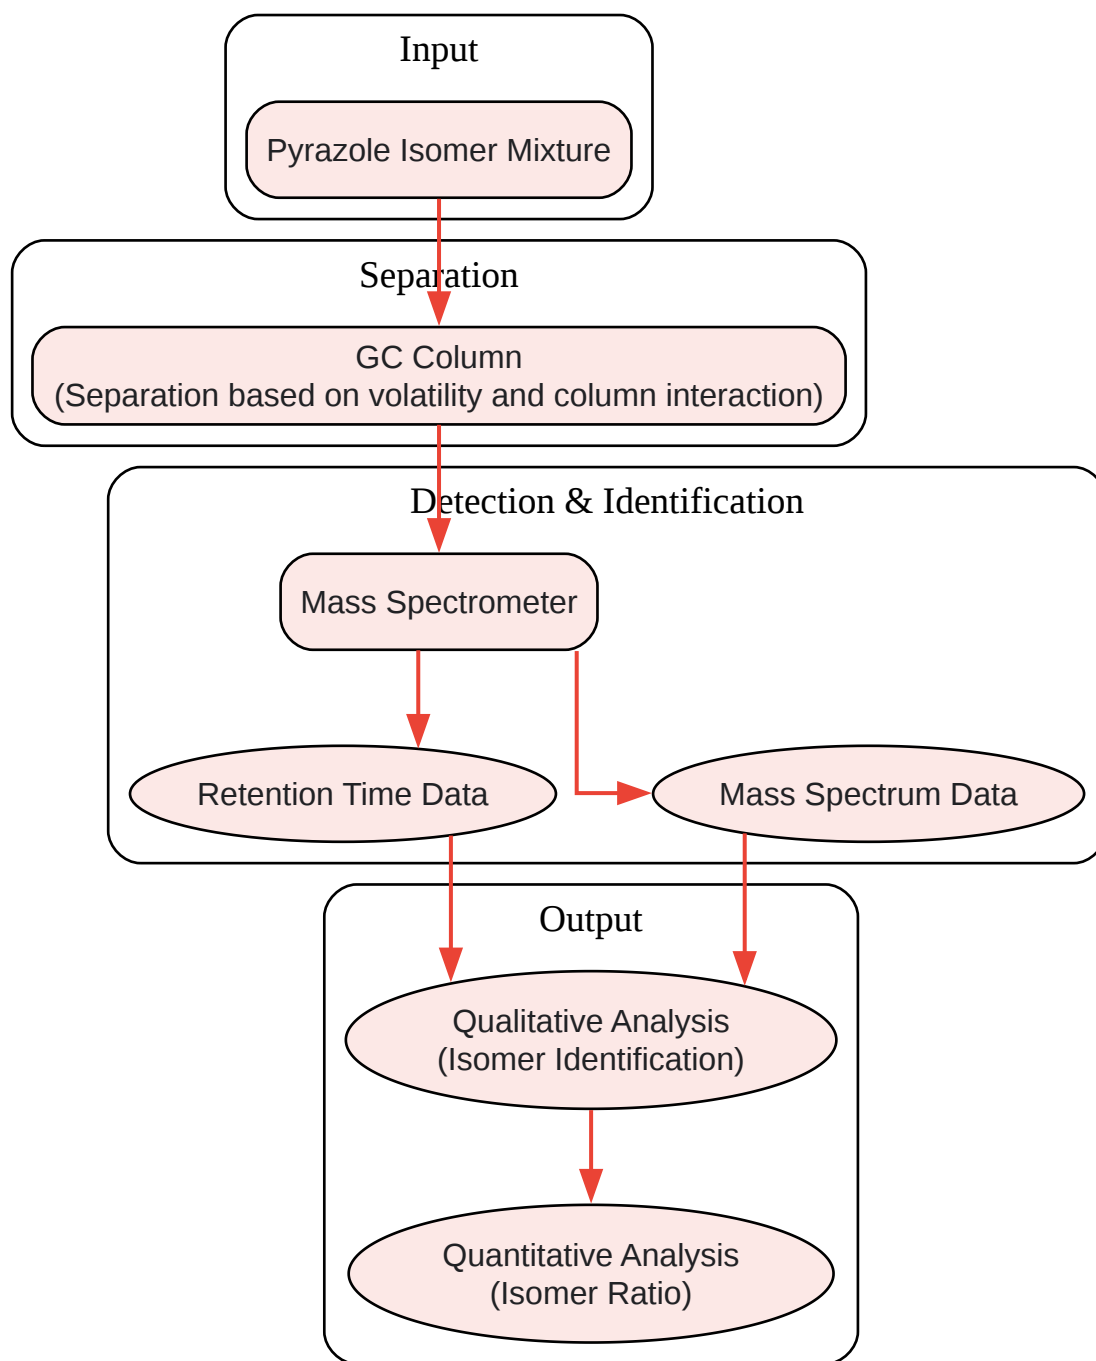 Input
Pyrazole Isomer Mixture
Separation
GC Column
(Separation based on volatility and column interaction)
Detection & Identification
Mass Spectrometer
Retention Time Data
Mass Spectrum Data
Output
Qualitative Analysis
(Isomer Identification)
Quantitative Analysis
(Isomer Ratio)